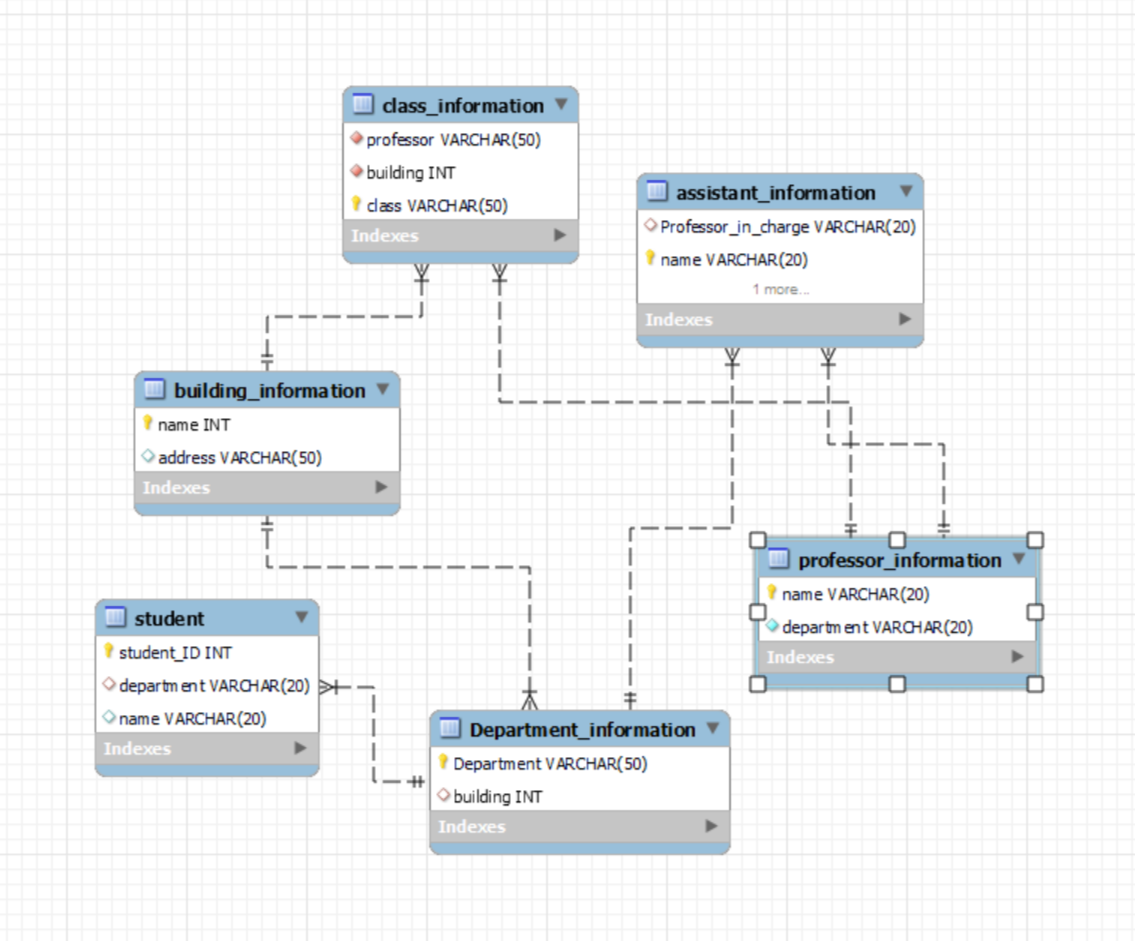 class_information
professor VARCHAR(50)
building INT
class VARCHAR(50)
Indexes
assistant_information
Professor_in_charge VARCHAR(20)
name VARCHAR(20)
1 more...
Indexes
building_information
name INT
address VARCHAR(50)
Indexes
professor_information
name VARCHAR(20)
department VARCHAR(20)
Indexes
student
student_ID INT
department VARCHAR(20)
name VARCHAR(20)
Indexes
Department_information
Department VARCHAR(50)
building INT
Indexes